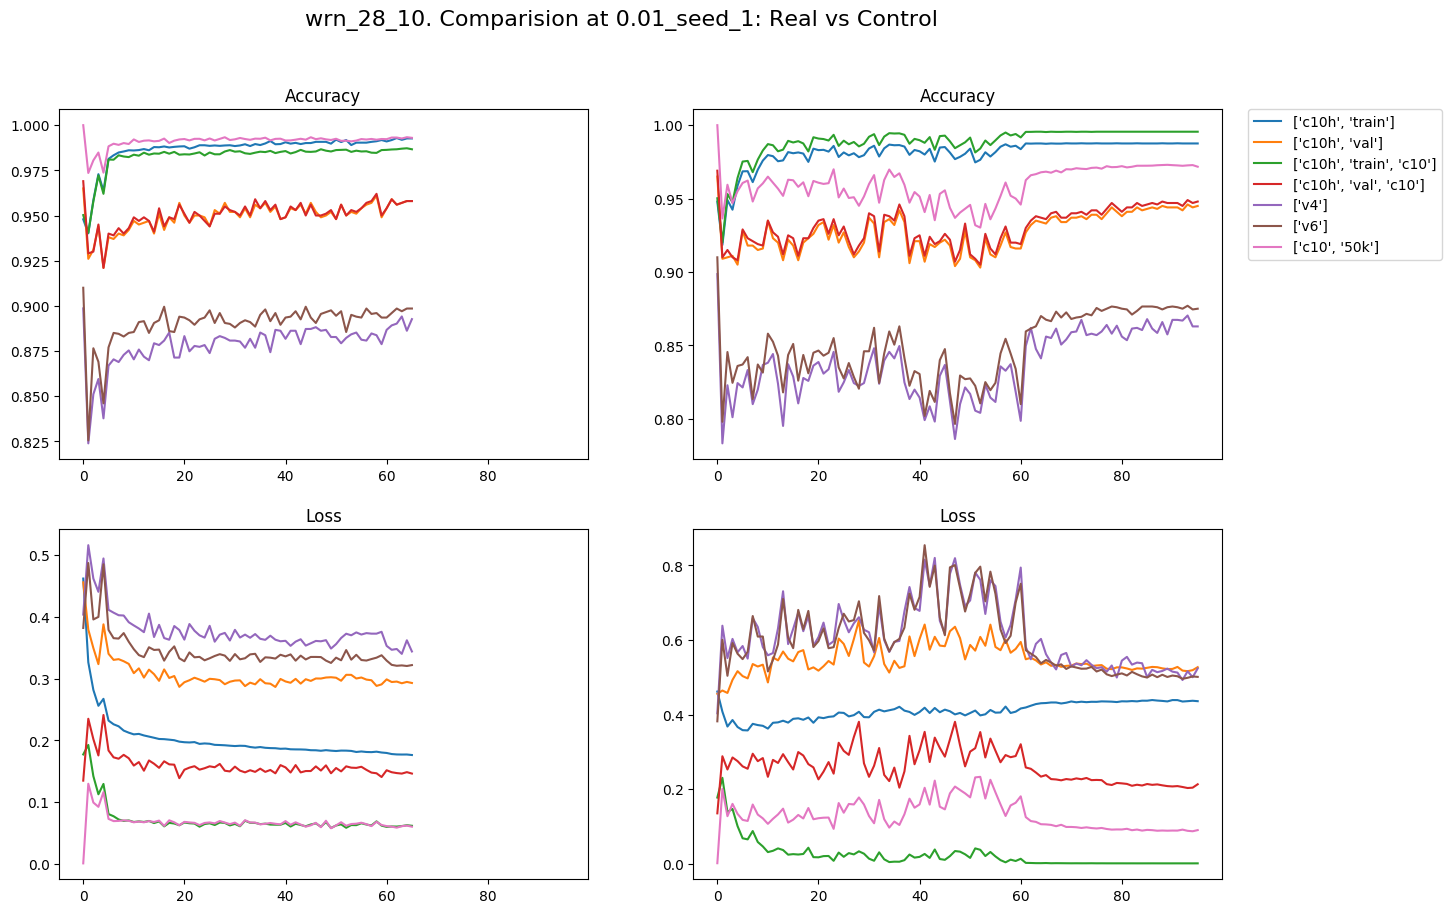 wrn_28_10. Comparision at 0.01_seed_1: Real vs Control
Accuracy
1.000
0.975
0.950
0.925
0.900
0.875
0.850
0.825
0 20 40 60 80
Accuracy
1.00
0.95
0.90
0.85
0.80
0 20 40 60 80
['c10h', 'train']
['c10h', 'val']
['c10h', 'train', 'c10']
['c10h', 'val', 'c10']
['v4']
['v6']
['c10', '50k']
Loss
0.5
0.4
0.3
0.2
0.1
0.0
0 20 40 60 80
Loss
0.8
0.6
0.4
0.2
0.0
0 20 40 60 80